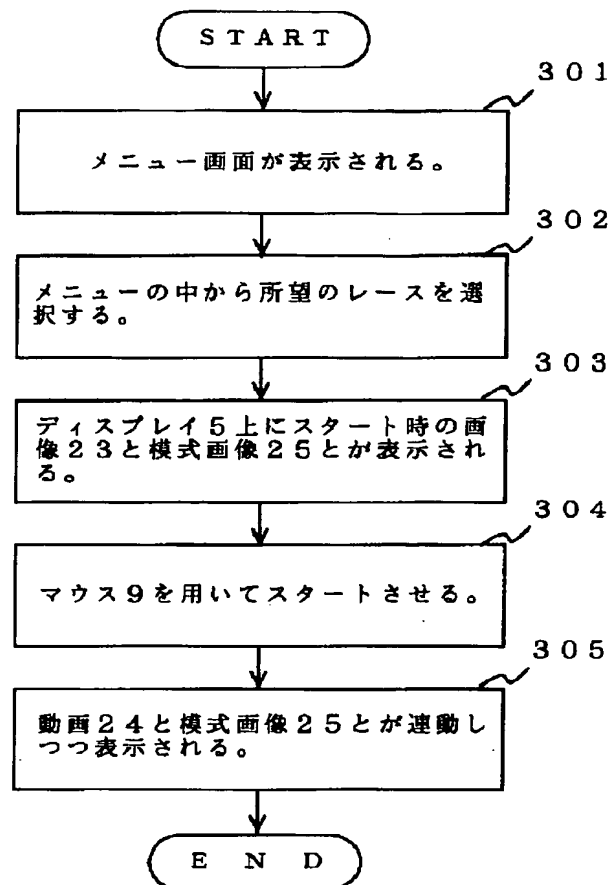 START
301
メニュー画面が表示される。
302
メニューの中から所望のレースを選
択する。
303
ディスプレイ5上にスタート時の画
像23と模式画像25とが表示され
る。
304
マウス9を用いてスタートさせる。
305
動画24と模式画像25とが連動し
つつ表示される。
END